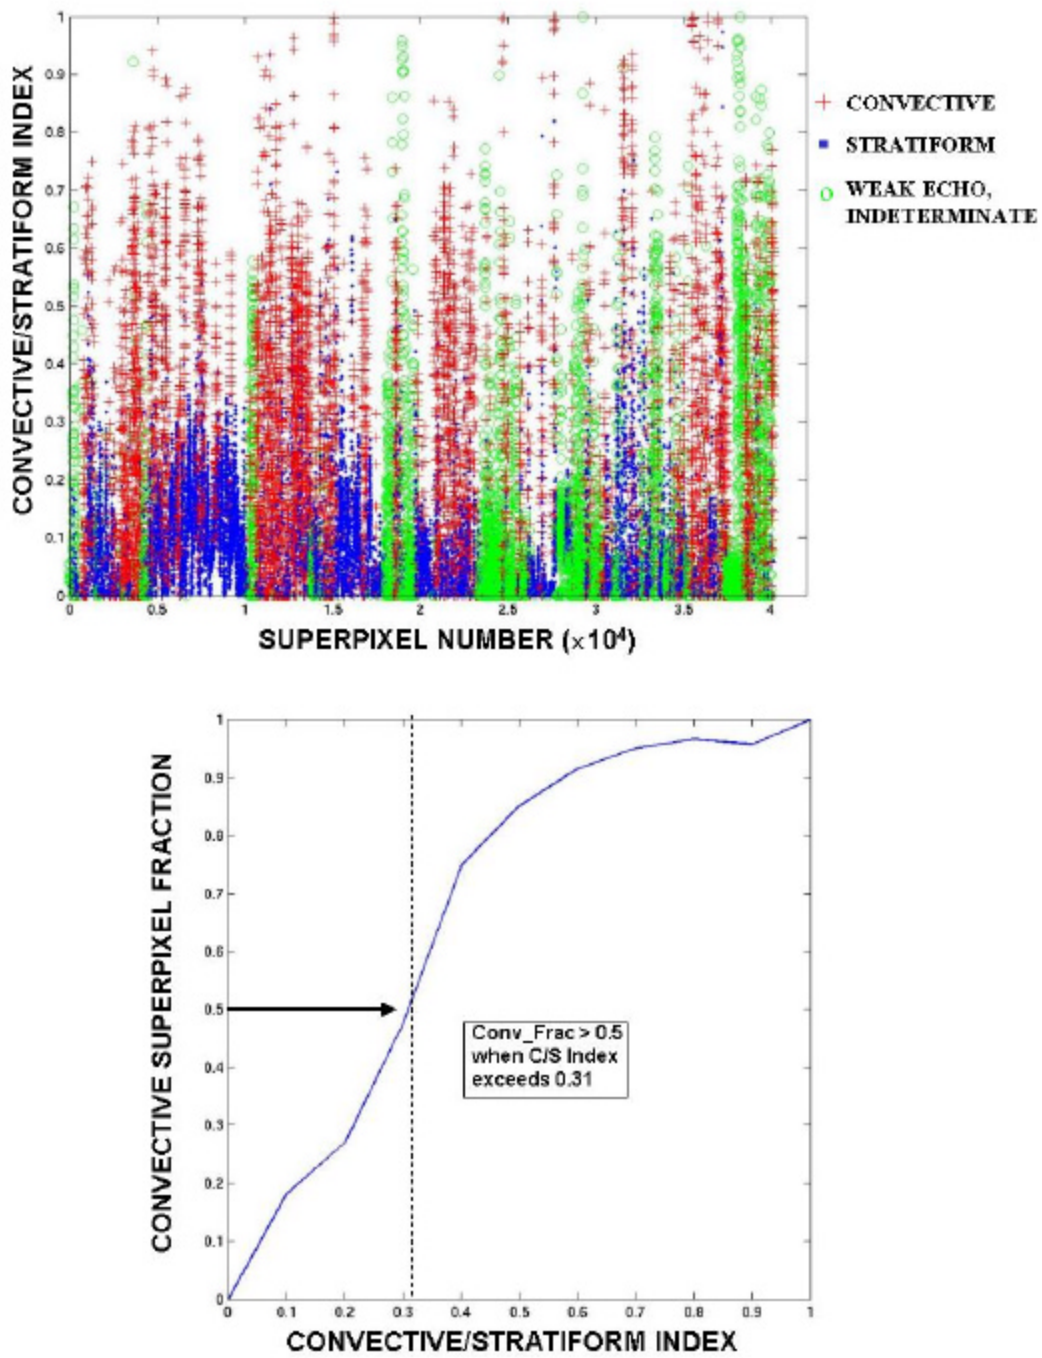 1
0.9
0.8
0.7
0.6
0.5
0.4
0.3
0.2
0.1
0
CONVECTIVE/STRATIFORM INDEX
0 0.5 1 1.5 2 2.5 3 3.5 4
SUPERPIXEL NUMBER (×10⁴)
CONVECTIVE
STRATIFORM
WEAK ECHO,
INDETERMINATE
1
0.9
0.8
0.7
0.6
0.5
0.4
0.3
0.2
0.1
0
CONVECTIVE SUPERPIXEL FRACTION
Conv_Frac > 0.5
when C/S Index
exceeds 0.31
0 0.1 0.2 0.3 0.4 0.5 0.6 0.7 0.8 0.9 1
CONVECTIVE/STRATIFORM INDEX